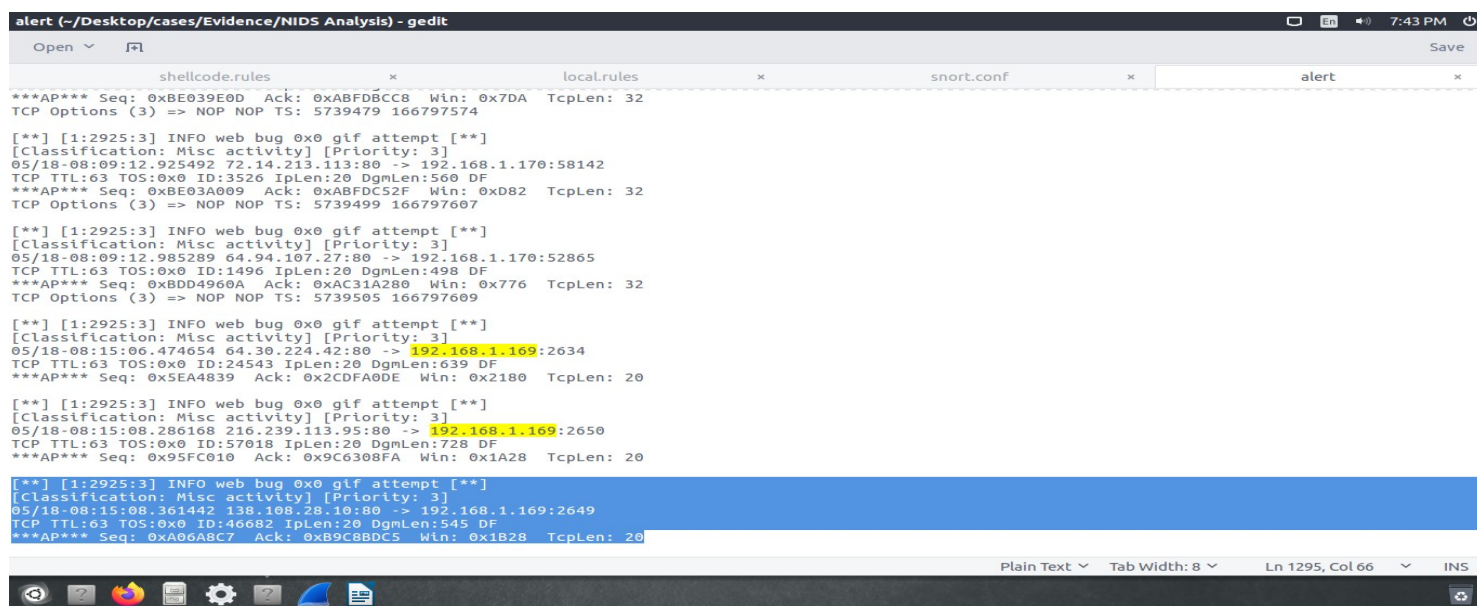 alert (~/Desktop/cases/Evidence/NIDS Analysis) - gedit
En
7:43 PM
Open
Save
shellcode.rules × local.rules × snort.conf × alert ×
***AP*** Seq: 0xBE039E0D Ack: 0xABFDBCC8 Win: 0x7DA TcpLen: 32
TCP Options (3) => NOP NOP TS: 5739479 166797574
[**] [1:2925:3] INFO web bug 0x0 gif attempt [**]
[Classification: Misc activity] [Priority: 3]
05/18-08:09:12.925492 72.14.213.113:80 -> 192.168.1.170:58142
TCP TTL:63 TOS:0x0 ID:3526 IpLen:20 DgmLen:560 DF
***AP*** Seq: 0xBE03A009 Ack: 0xABFDC52F Win: 0xD82 TcpLen: 32
TCP Options (3) => NOP NOP TS: 5739499 166797607
[**] [1:2925:3] INFO web bug 0x0 gif attempt [**]
[Classification: Misc activity] [Priority: 3]
05/18-08:09:12.985289 64.94.107.27:80 -> 192.168.1.170:52865
TCP TTL:63 TOS:0x0 ID:1496 IpLen:20 DgmLen:498 DF
***AP*** Seq: 0xBDD4960A Ack: 0xAC31A280 Win: 0x776 TcpLen: 32
TCP Options (3) => NOP NOP TS: 5739505 166797609
[**] [1:2925:3] INFO web bug 0x0 gif attempt [**]
[Classification: Misc activity] [Priority: 3]
05/18-08:15:06.474654 64.30.224.42:80 -> 192.168.1.169:2634
TCP TTL:63 TOS:0x0 ID:24543 IpLen:20 DgmLen:639 DF
***AP*** Seq: 0x5EA4839 Ack: 0x2CDFA0DE Win: 0x2180 TcpLen: 20
[**] [1:2925:3] INFO web bug 0x0 gif attempt [**]
[Classification: Misc activity] [Priority: 3]
05/18-08:15:08.286168 216.239.113.95:80 -> 192.168.1.169:2650
TCP TTL:63 TOS:0x0 ID:57018 IpLen:20 DgmLen:728 DF
***AP*** Seq: 0x95FC010 Ack: 0x9C6308FA Win: 0x1A28 TcpLen: 20
[**] [1:2925:3] INFO web bug 0x0 gif attempt [**]
[Classification: Misc activity] [Priority: 3]
05/18-08:15:08.361442 138.108.28.10:80 -> 192.168.1.169:2649
TCP TTL:63 TOS:0x0 ID:46682 IpLen:20 DgmLen:545 DF
***AP*** Seq: 0xA06A8C7 Ack: 0xB9C8BDC5 Win: 0x1B28 TcpLen: 20
Plain Text Tab Width: 8 Ln 1295, Col 66 INS